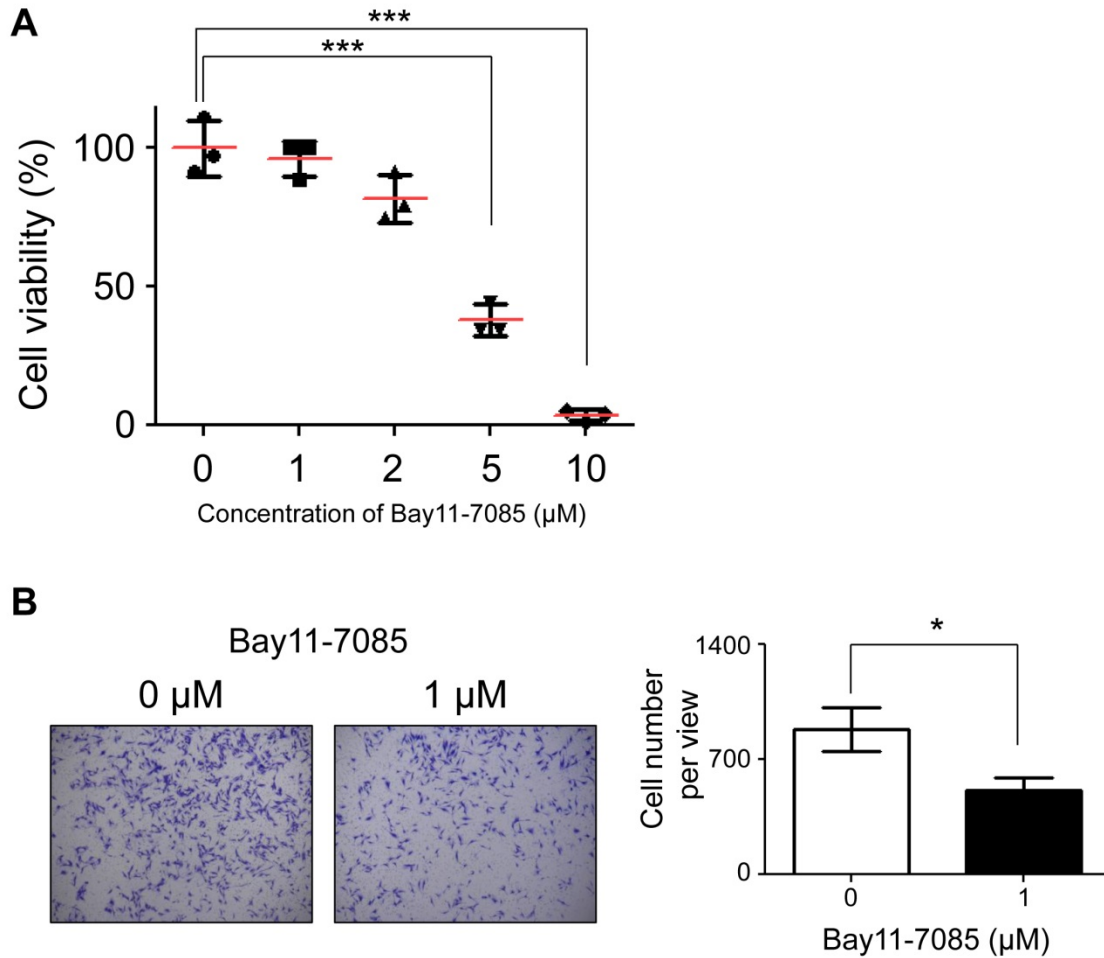 A
***
***
Cell viability (%)
100
50
0
0 1 2 5 10
Concentration of Bay11-7085 (µM)
B
Bay11-7085
0 µM 1 µM
*
Cell number
per view
1400
700
0
0 1
Bay11-7085 (µM)